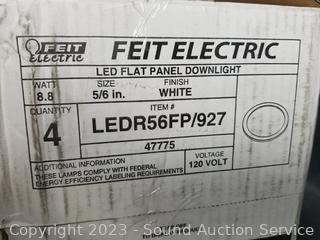 FEIT
electric
FEIT ELECTRIC
LED FLAT PANEL DOWNLIGHT
WATT SIZE FINISH
8.8 5/6 in. WHITE
QUANTITY ITEM #
4 LEDR56FP/927
47775
ADDITIONAL INFORMATION
THESE LAMPS COMPLY WITH FEDERAL
ENERGY EFFICIENCY LABELING REQUIREMENTS
VOLTAGE
120 VOLT
Copyright 2023 - Sound Auction Service